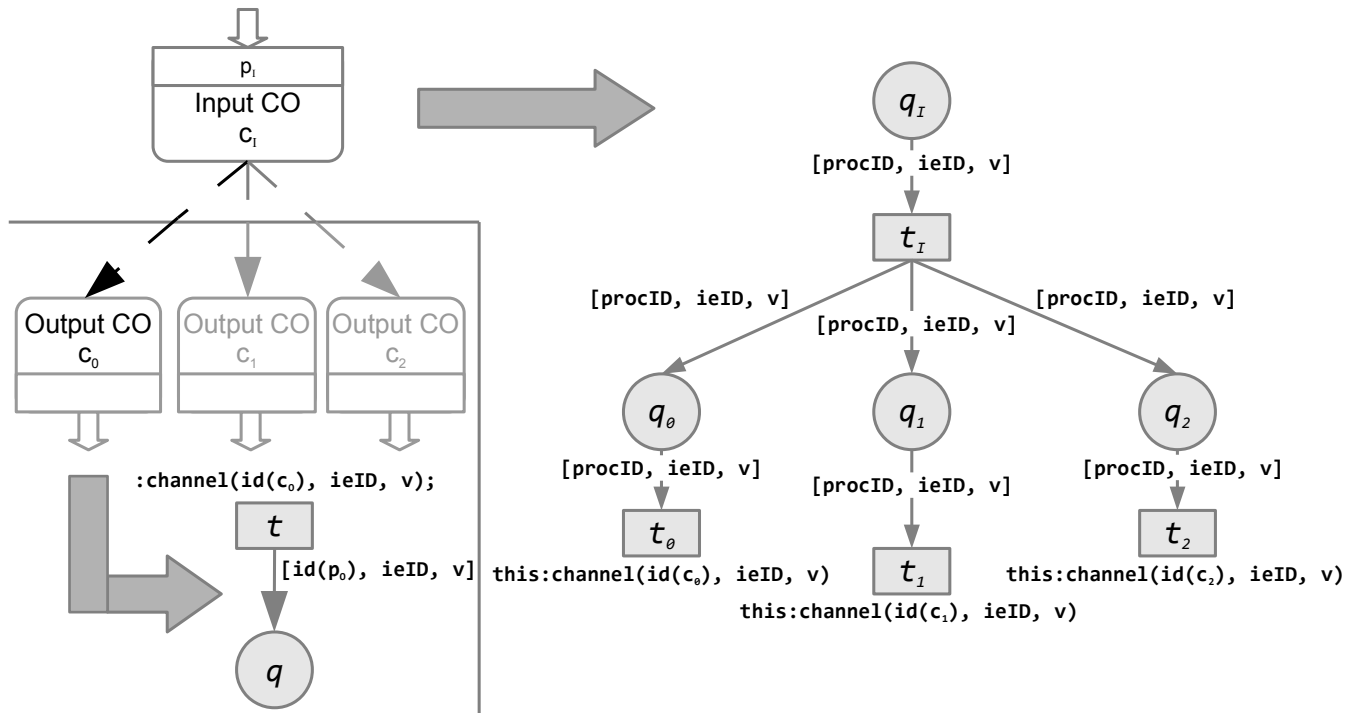 p_I
Input CO
c_I
Output CO
c_0
Output CO
c_1
Output CO
c_2
:channel(id(c_0), ieID, v);
t
[id(p_0), ieID, v]
q
q_I
[procID, ieID, v]
t_I
[procID, ieID, v]
[procID, ieID, v]
[procID, ieID, v]
q_0
q_1
q_2
[procID, ieID, v]
[procID, ieID, v]
[procID, ieID, v]
t_0
t_1
t_2
this:channel(id(c_0), ieID, v)
this:channel(id(c_1), ieID, v)
this:channel(id(c_2), ieID, v)